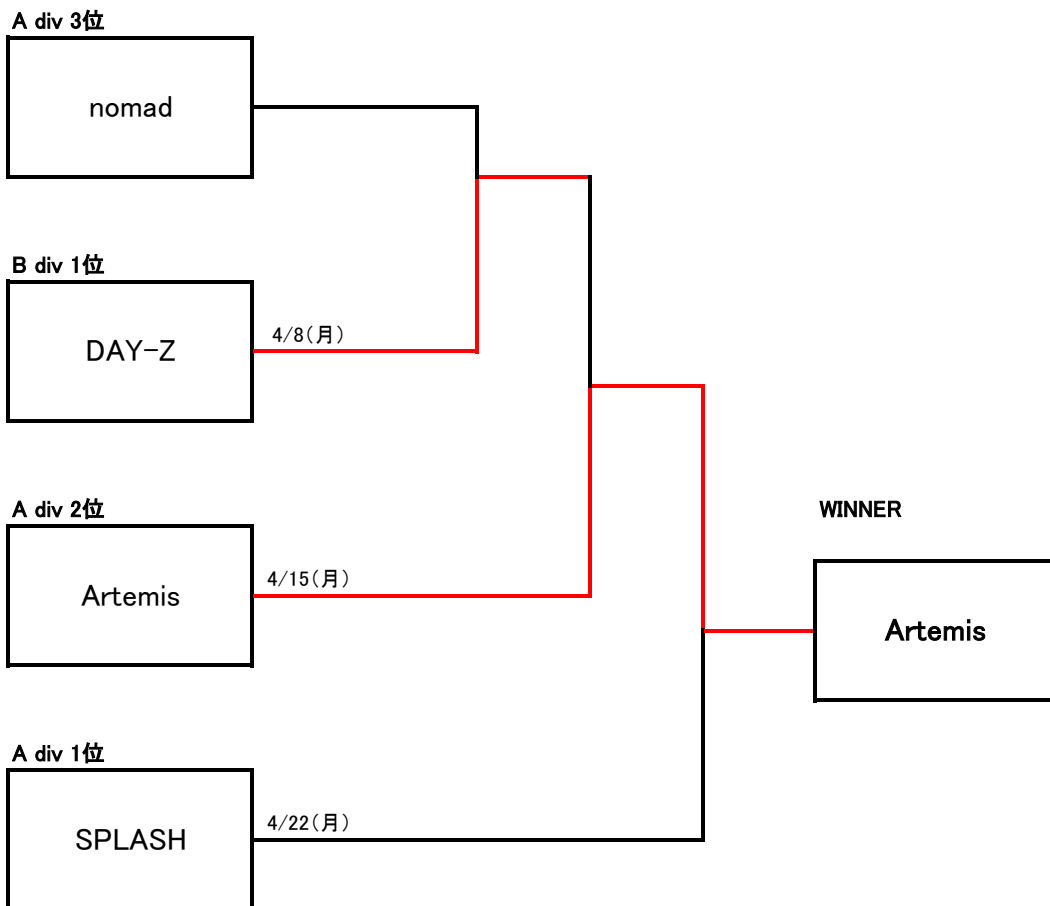 A div 3位
nomad
B div 1位
DAY-Z
4/8(月)
A div 2位
Artemis
4/15(月)
WINNER
Artemis
A div 1位
SPLASH
4/22(月)